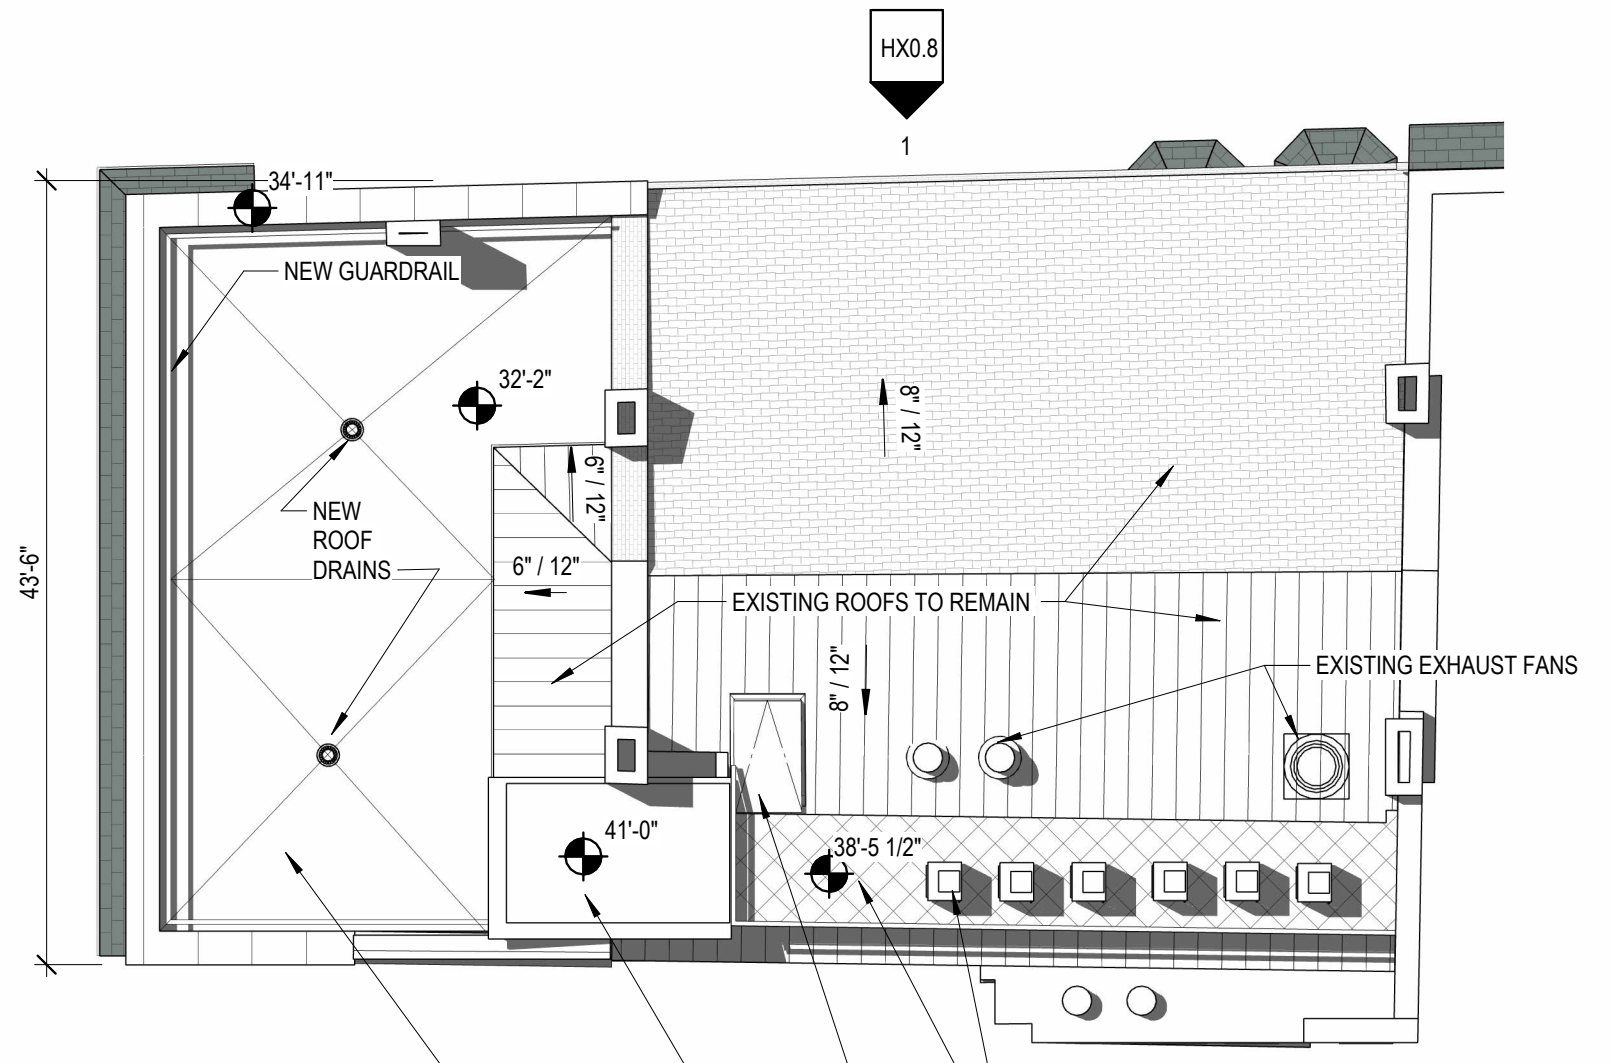 HX0.8
1
34'-11"
NEW GUARDRAIL
32'-2"
8" / 12"
6" / 12"
NEW
ROOF
DRAINS
43'-6"
6" / 12"
EXISTING ROOFS TO REMAIN
8" / 12"
EXISTING EXHAUST FANS
41'-0"
38'-5 1/2"